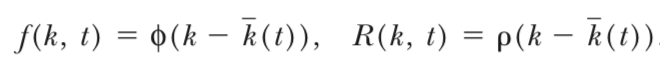 f(k, t) = ϕ(k − k̄(t)), R(k, t) = ρ(k − k̄(t)).